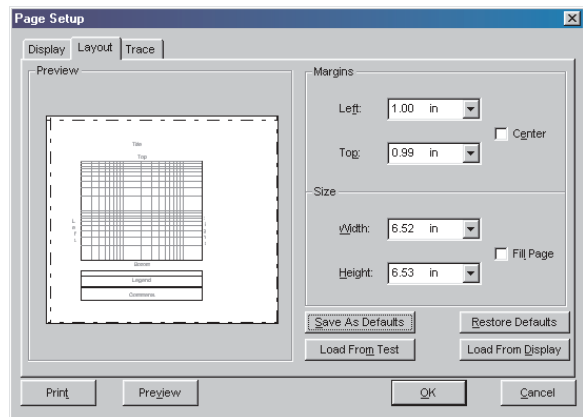 Page Setup
Display Layout Trace
Preview
Title
Top
Left
Bottom
Legend
Comments
Margins
Left: 1.00 in
Top: 0.99 in
Center
Size
Width: 6.52 in
Height: 6.53 in
Fill Page
Save As Defaults Restore Defaults
Load From Test Load From Display
Print Preview OK Cancel